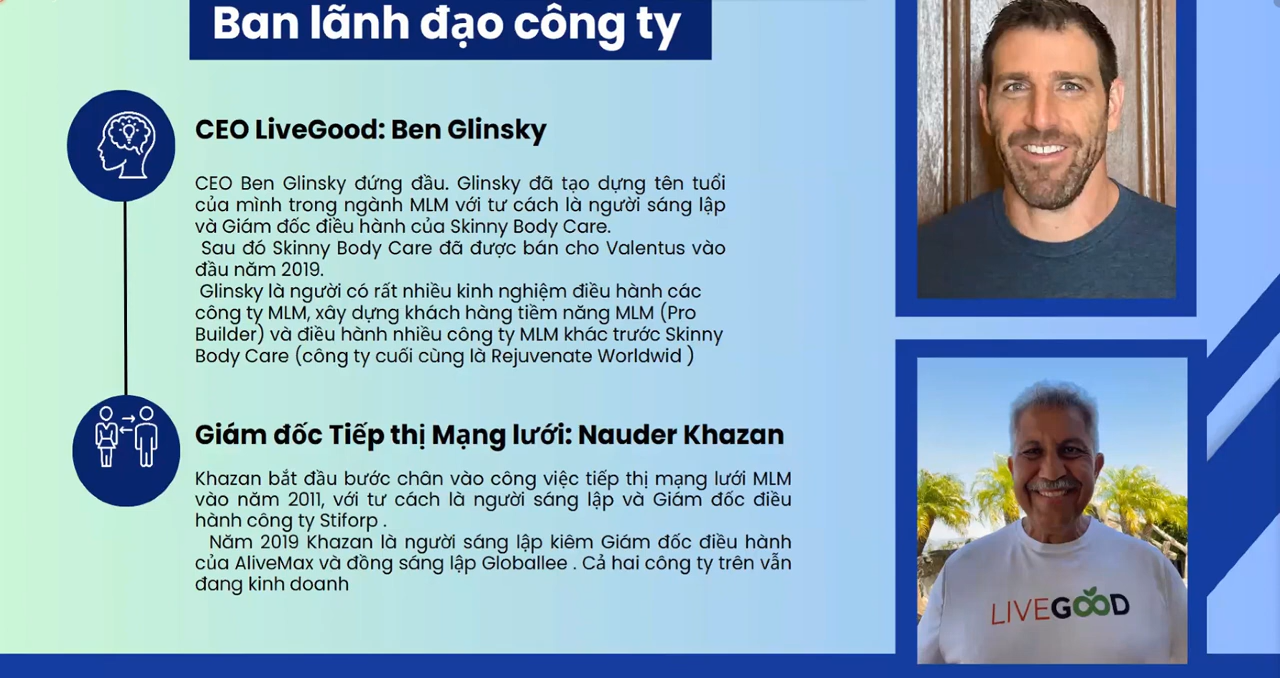 Ban lãnh đạo công ty
CEO LiveGood: Ben Glinsky
CEO Ben Glinsky đứng đầu. Glinsky đã tạo dựng tên tuổi
của mình trong ngành MLM với tư cách là người sáng lập
và Giám đốc điều hành của Skinny Body Care.
Sau đó Skinny Body Care đã được bán cho Valentus vào
đầu năm 2019.
Glinsky là người có rất nhiều kinh nghiệm điều hành các
công ty MLM, xây dựng khách hàng tiềm năng MLM (Pro
Builder) và điều hành nhiều công ty MLM khác trước Skinny
Body Care (công ty cuối cùng là Rejuvenate Worldwid )
Giám đốc Tiếp thị Mạng lưới: Nauder Khazan
Khazan bắt đầu bước chân vào công việc tiếp thị mạng lưới MLM
vào năm 2011, với tư cách là người sáng lập và Giám đốc điều
hành công ty Stiforp .
Năm 2019 Khazan là người sáng lập kiêm Giám đốc điều hành
của AliveMax và đồng sáng lập Globallee . Cả hai công ty trên vẫn
đang kinh doanh
LIVEGOOD